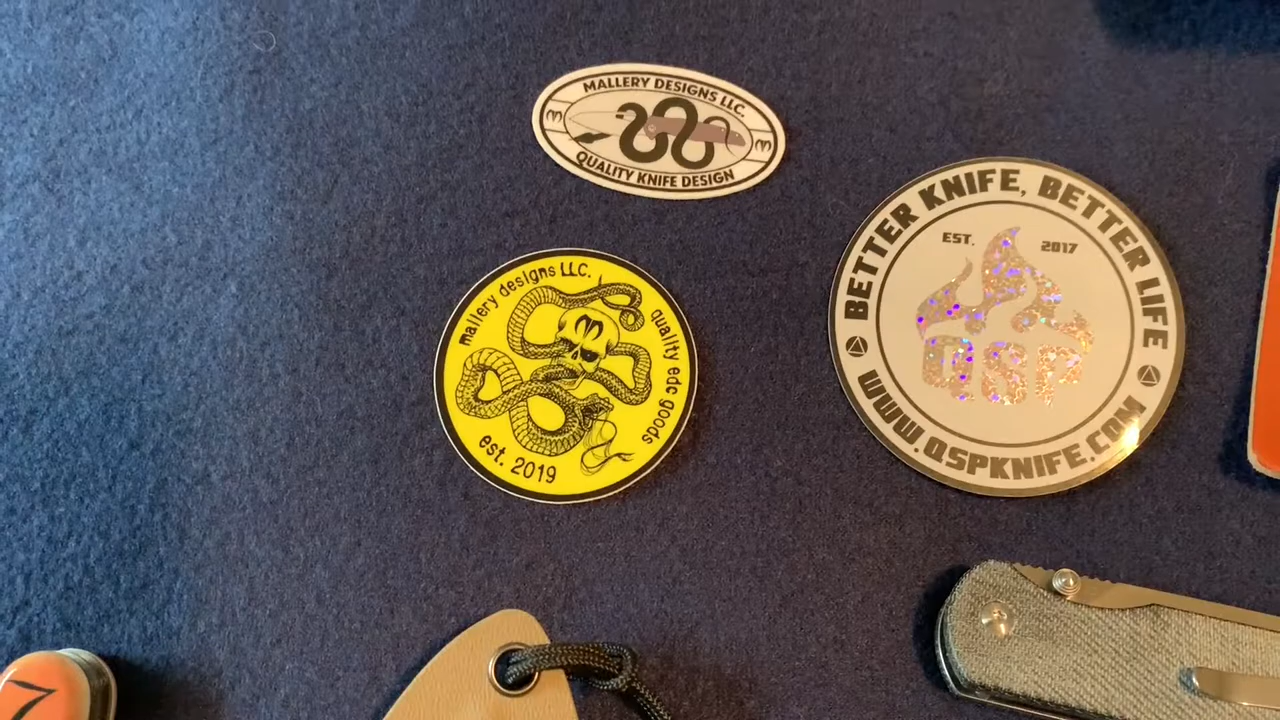 MALLERY DESIGNS LLC.
QUALITY KNIFE DESIGN
mallery designs LLC.
quality edc goods
est. 2019
BETTER KNIFE, BETTER LIFE
EST. 2017
QSP
WWW.QSPKNIFE.COM
7